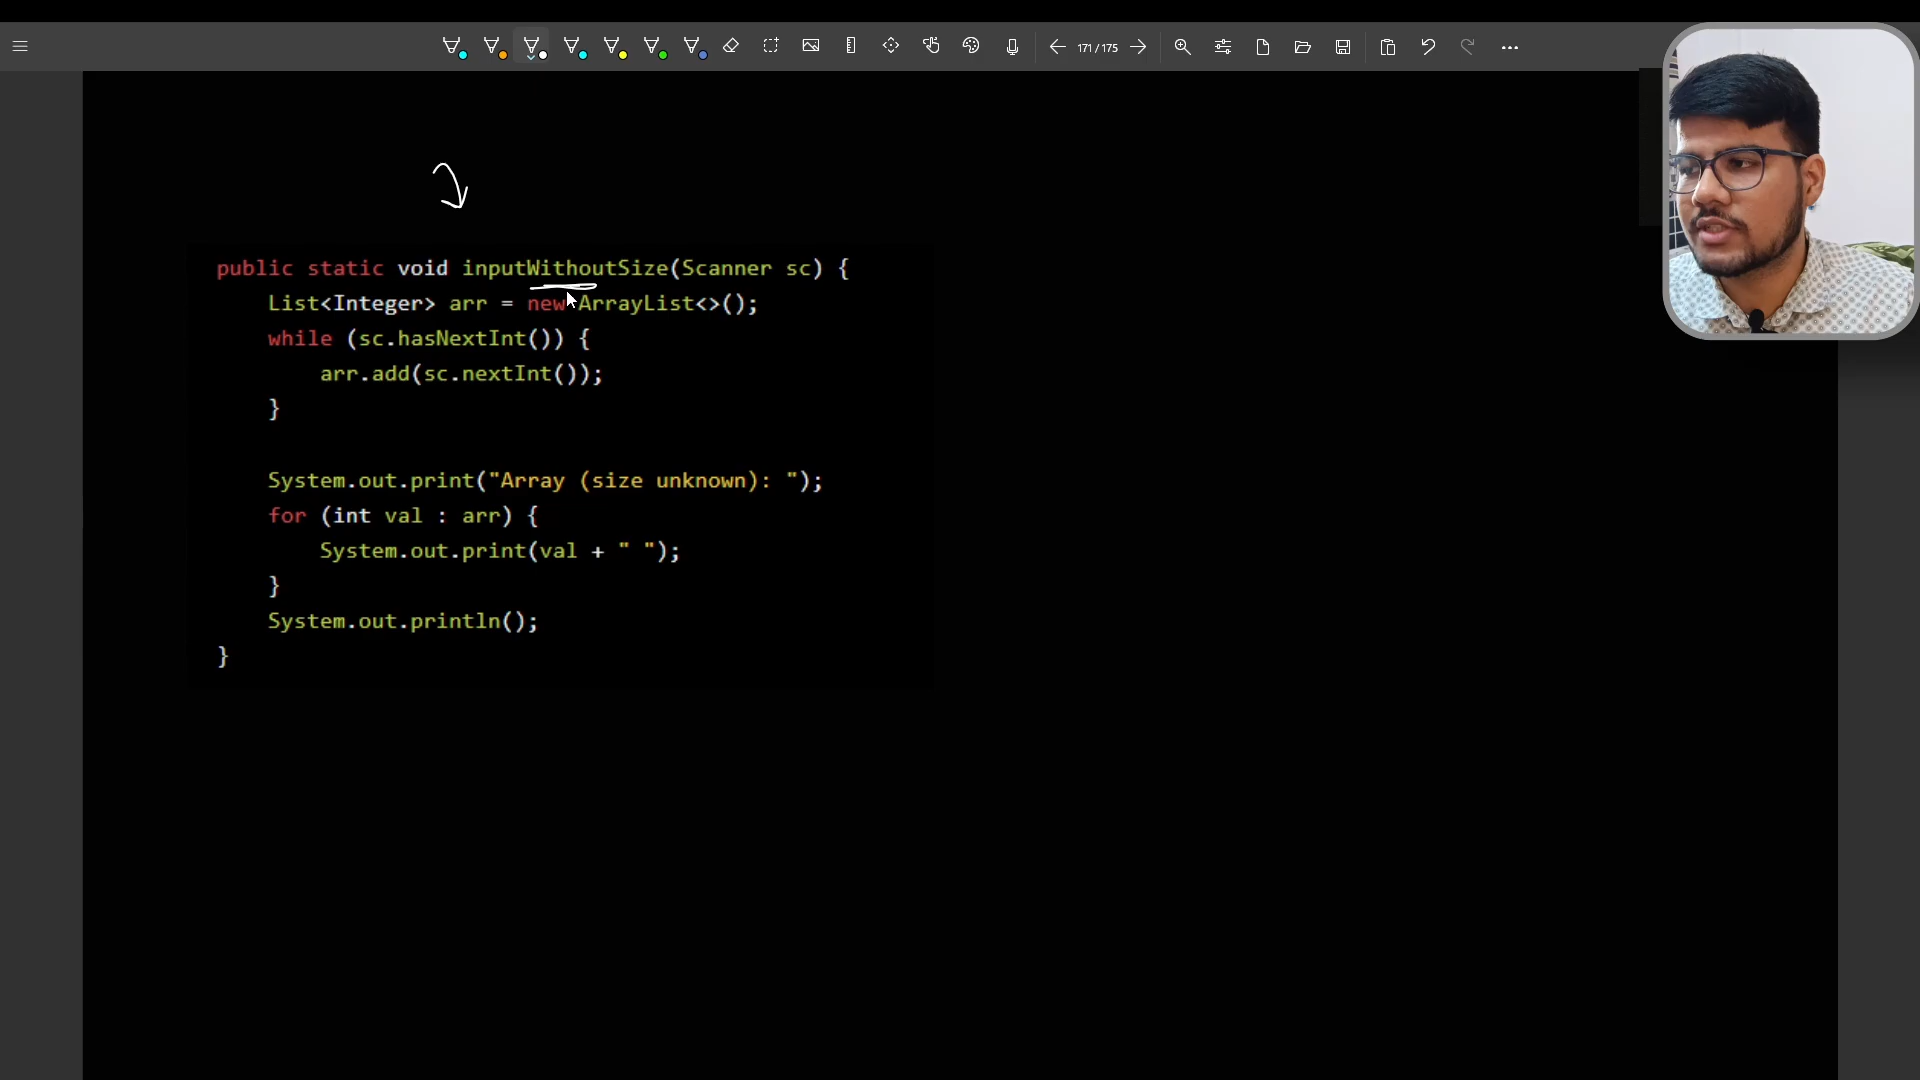 171 / 175
public static void inputWithoutSize(Scanner sc) {
List<Integer> arr = new ArrayList<>();
while (sc.hasNextInt()) {
arr.add(sc.nextInt());
}
System.out.print("Array (size unknown): ");
for (int val : arr) {
System.out.print(val + " ");
}
System.out.println();
}